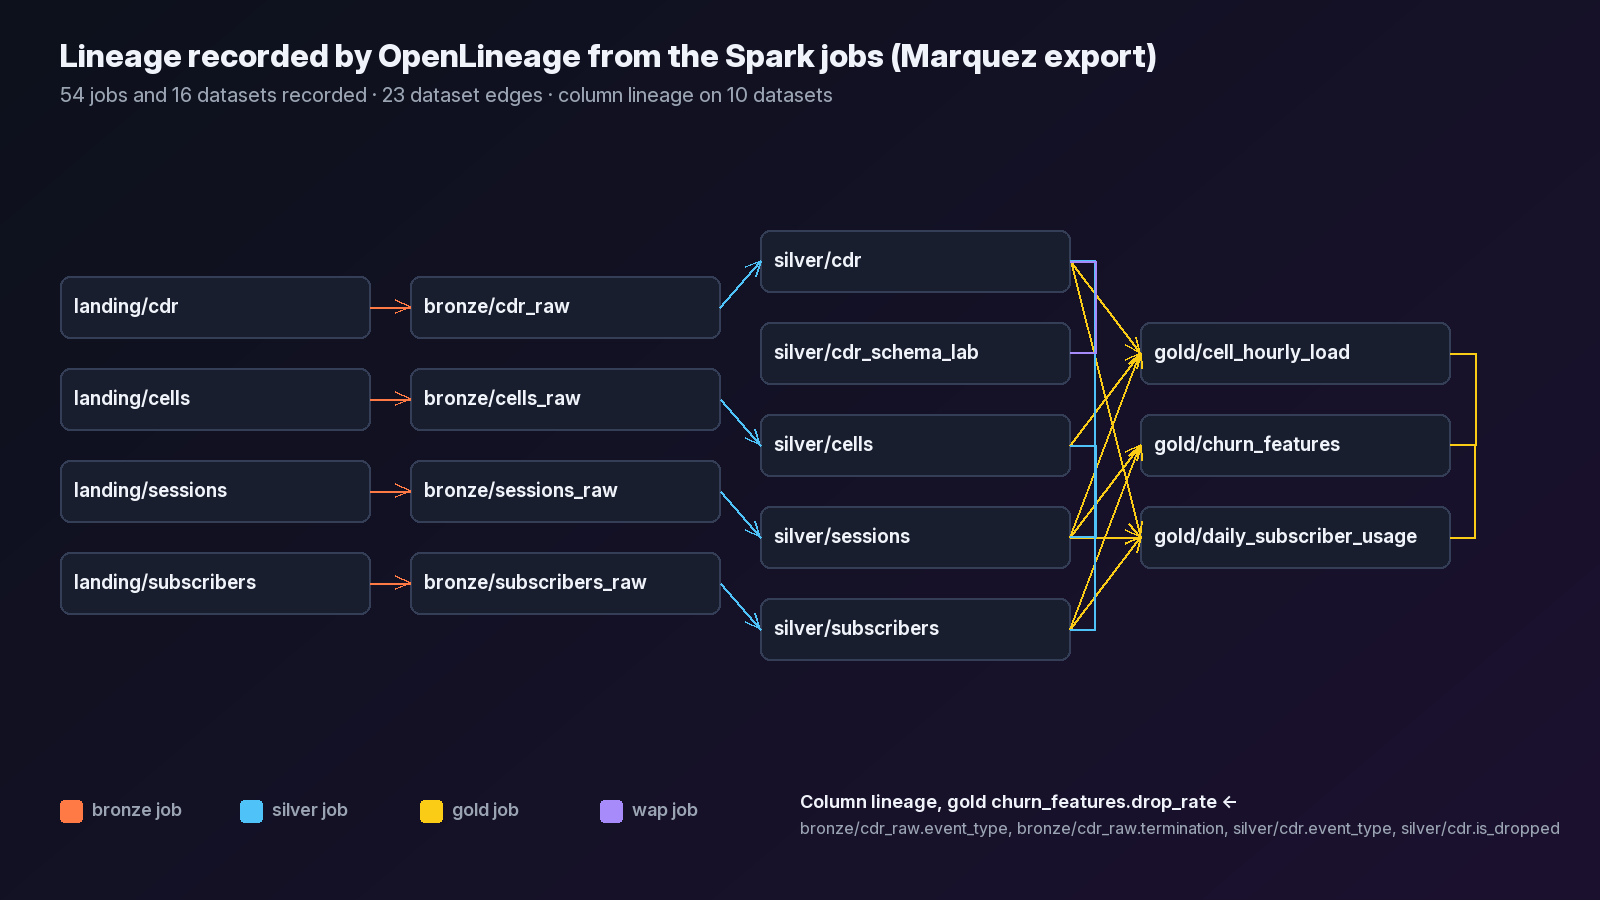 Lineage recorded by OpenLineage from the Spark jobs (Marquez export)
54 jobs and 16 datasets recorded · 23 dataset edges · column lineage on 10 datasets
landing/cdr
landing/cells
landing/sessions
landing/subscribers
bronze/cdr_raw
bronze/cells_raw
bronze/sessions_raw
bronze/subscribers_raw
silver/cdr
silver/cdr_schema_lab
silver/cells
silver/sessions
silver/subscribers
gold/cell_hourly_load
gold/churn_features
gold/daily_subscriber_usage
bronze job
silver job
gold job
wap job
Column lineage, gold churn_features.drop_rate ←
bronze/cdr_raw.event_type, bronze/cdr_raw.termination, silver/cdr.event_type, silver/cdr.is_dropped